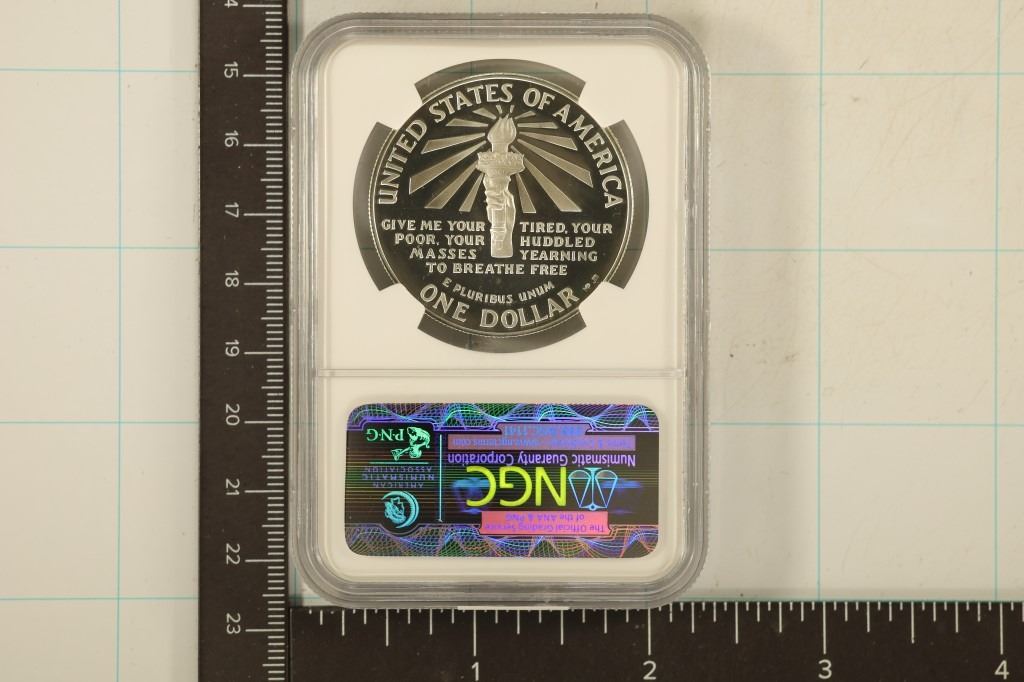 UNITED STATES OF AMERICA
GIVE ME YOUR TIRED, YOUR
POOR, YOUR HUDDLED
MASSES YEARNING
TO BREATHE FREE
E PLURIBUS UNUM
ONE DOLLAR
The Official Grading Service
of the ANA & PNG
NGC
Numismatic Guaranty Corporation
AMERICAN
NUMISMATIC
ASSOCIATION
PNG
15
16
17
18
19
20
21
22
23
1
2
3
4